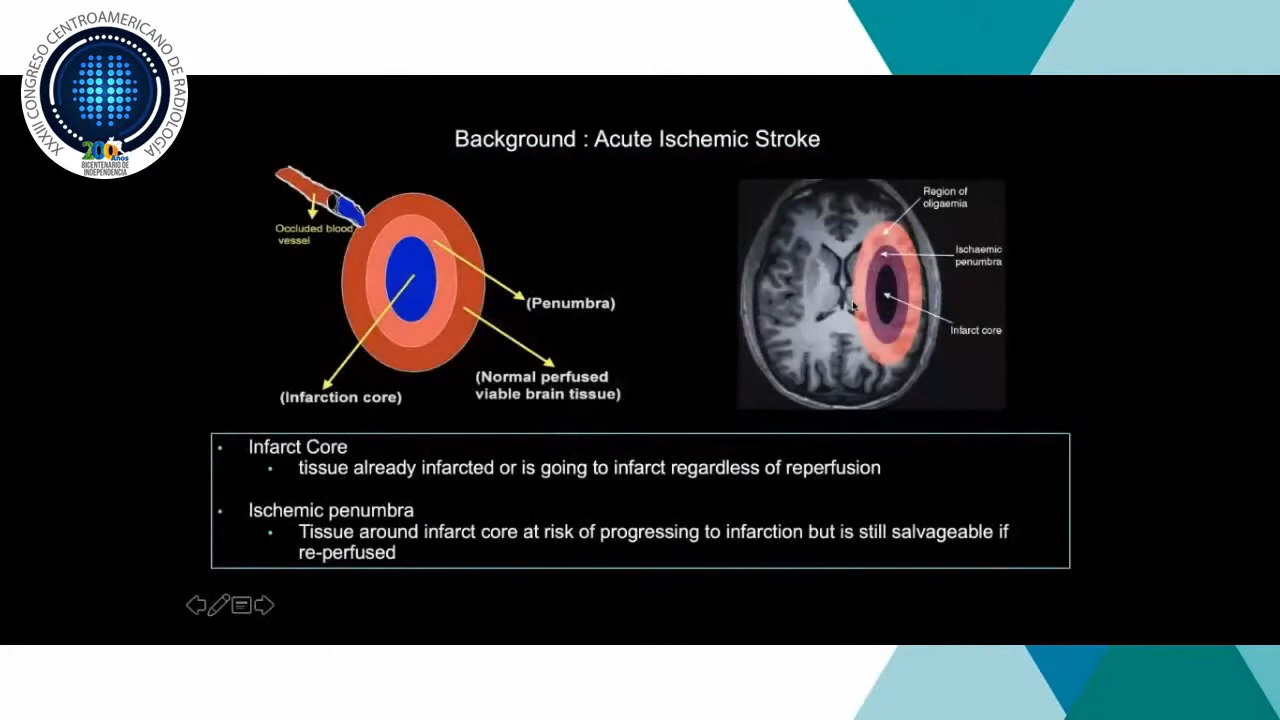 XXXIII CONGRESO CENTROAMERICANO DE RADIOLOGÍA
200 Años
BICENTENARIO DE
INDEPENDENCIA
Background : Acute Ischemic Stroke
Occluded blood
vessel
(Penumbra)
(Normal perfused
viable brain tissue)
(Infarction core)
Region of
oligaemia
Ischaemic
penumbra
Infarct core
• Infarct Core
• tissue already infarcted or is going to infarct regardless of reperfusion
• Ischemic penumbra
• Tissue around infarct core at risk of progressing to infarction but is still salvageable if
re-perfused